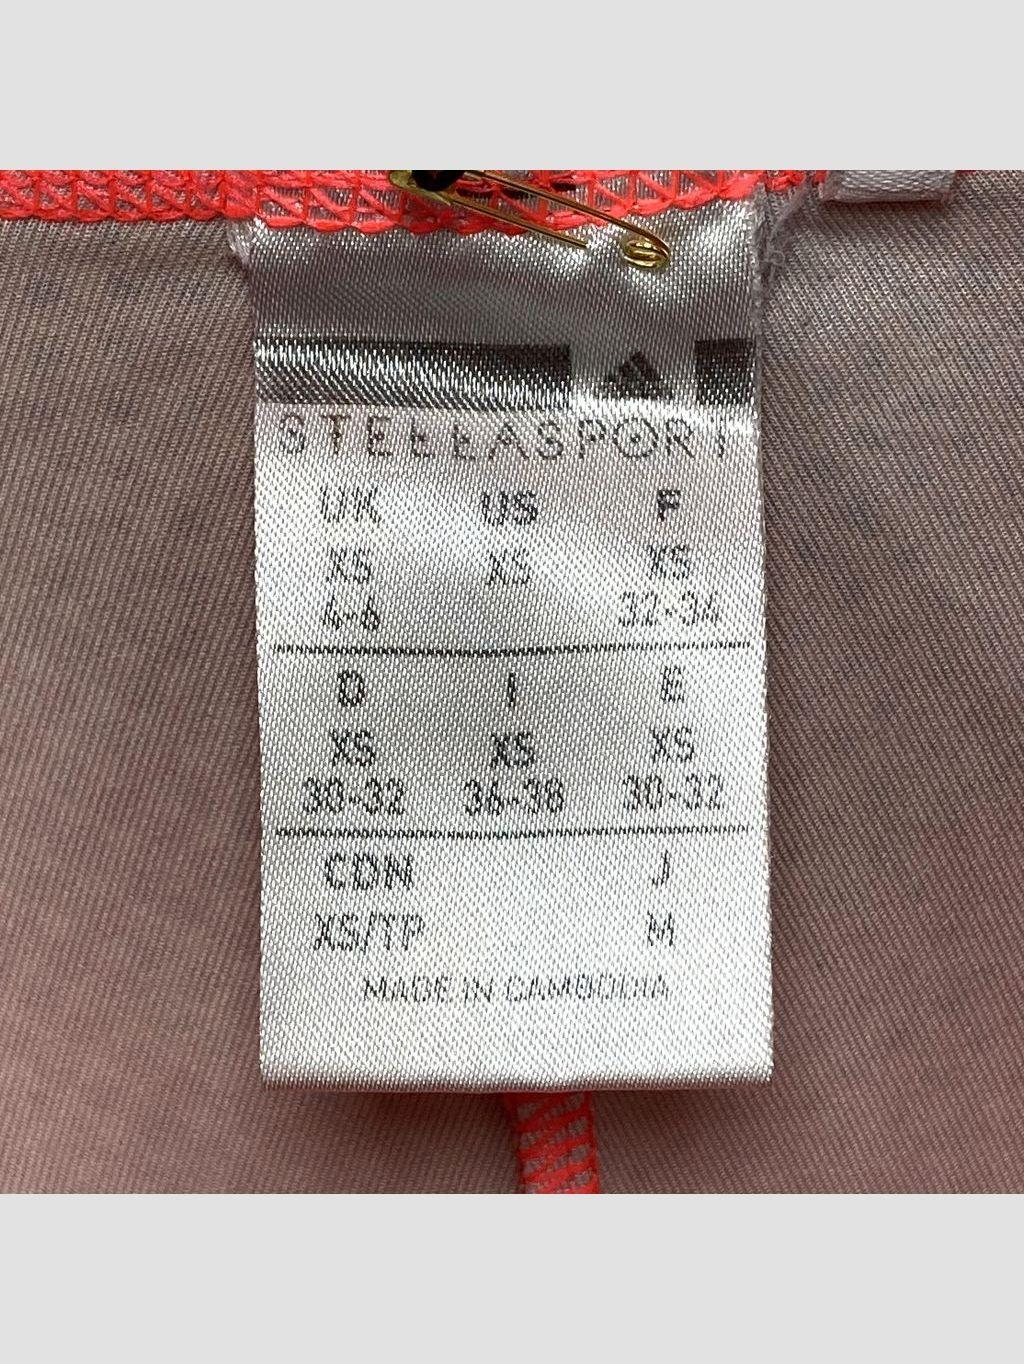 STELLASPORT
UK US F
XS XS XS
4-6 32-34
D I E
XS XS XS
30-32 36-38 30-32
CDN J
XS/TP M
MADE IN CAMBODIA